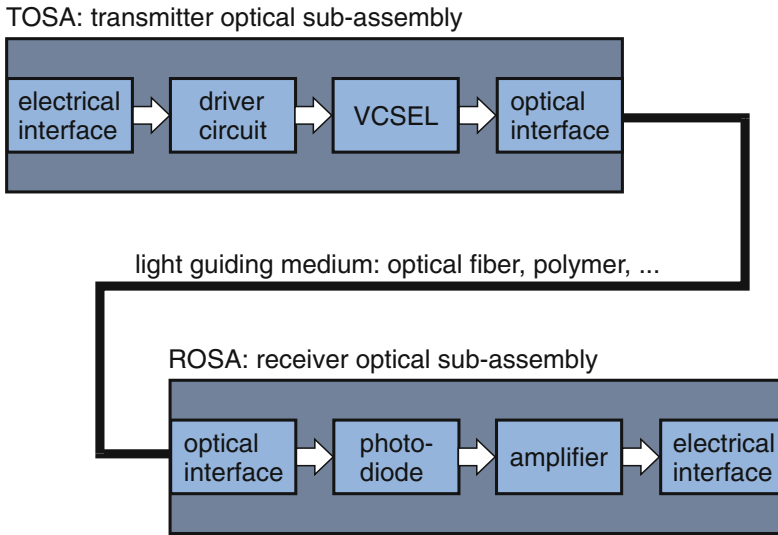 TOSA: transmitter optical sub-assembly
electrical
interface
driver
circuit
VCSEL
optical
interface
light guiding medium: optical fiber, polymer, ...
ROSA: receiver optical sub-assembly
optical
interface
photo-
diode
amplifier
electrical
interface